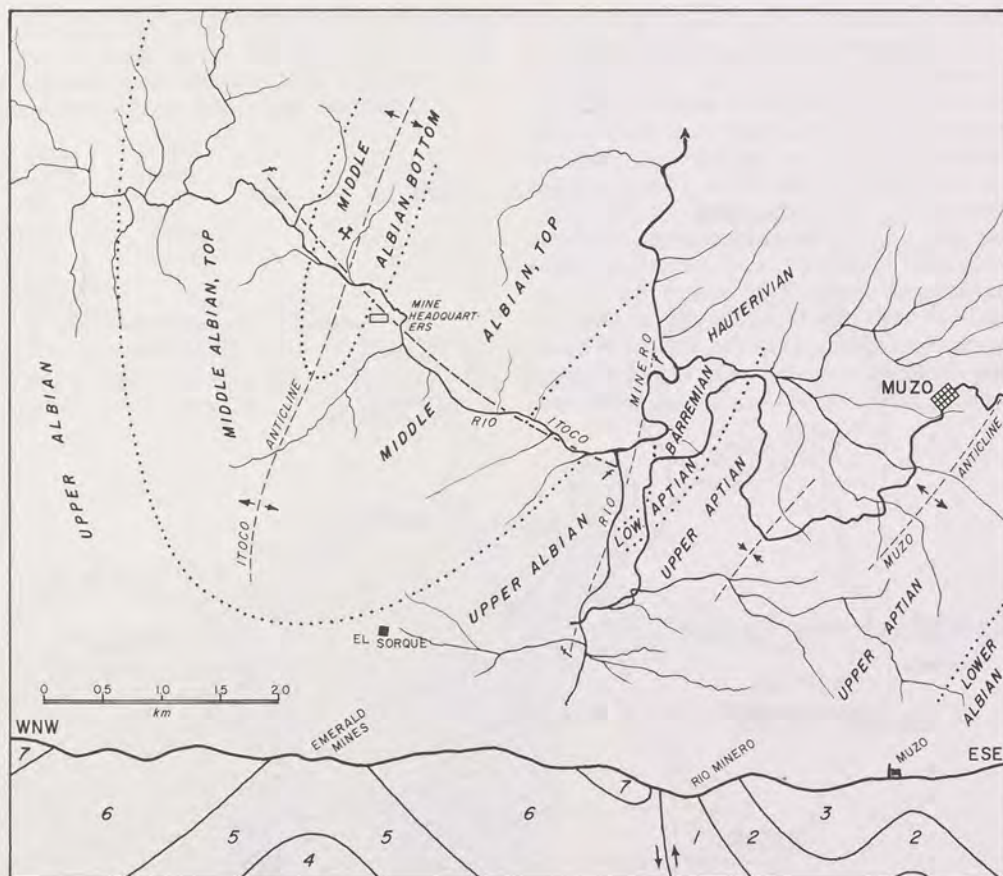 MIDDLE
ALBIAN, BOTTOM
MIDDLE ALBIAN, TOP
UPPER ALBIAN
MINE
HEADQUART-
ERS
ITOCO ANTICLINE
MIDDLE ALBIAN, TOP
RIO ITOCO
RIO MINERO
HAUTERIVIAN
BARREMIAN
LOW. APTIAN
UPPER APTIAN
MUZO
MUZO ANTICLINE
UPPER ALBIAN
UPPER APTIAN
LOWER
ALBIAN
f
f
f
EL SORQUE
0 0,5 1,0 1,5 2,0
km
WNW
EMERALD
MINES
RIO MINERO
MUZO
ESE
7 6 5 4 5 6 7 1 2 3 2